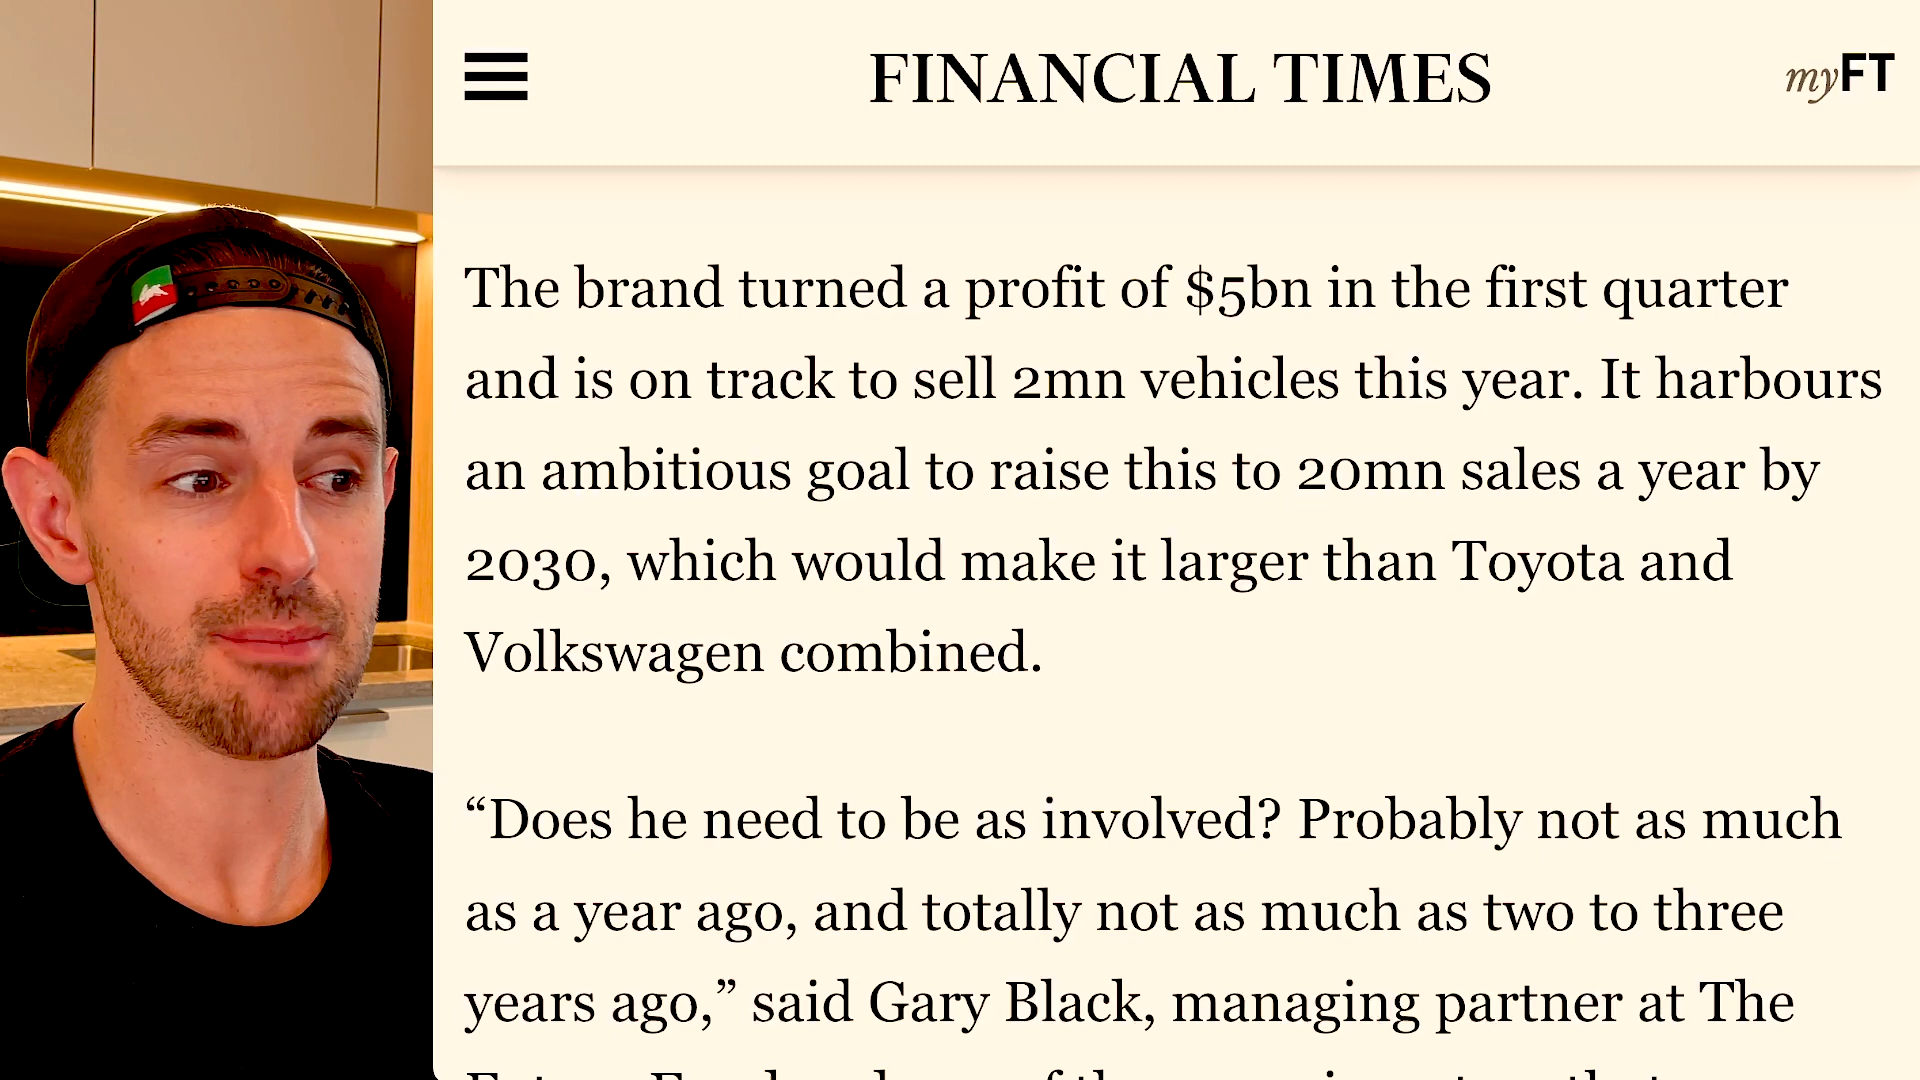 FINANCIAL TIMES
myFT
The brand turned a profit of $5bn in the first quarter
and is on track to sell 2mn vehicles this year. It harbours
an ambitious goal to raise this to 20mn sales a year by
2030, which would make it larger than Toyota and
Volkswagen combined.
“Does he need to be as involved? Probably not as much
as a year ago, and totally not as much as two to three
years ago,” said Gary Black, managing partner at The